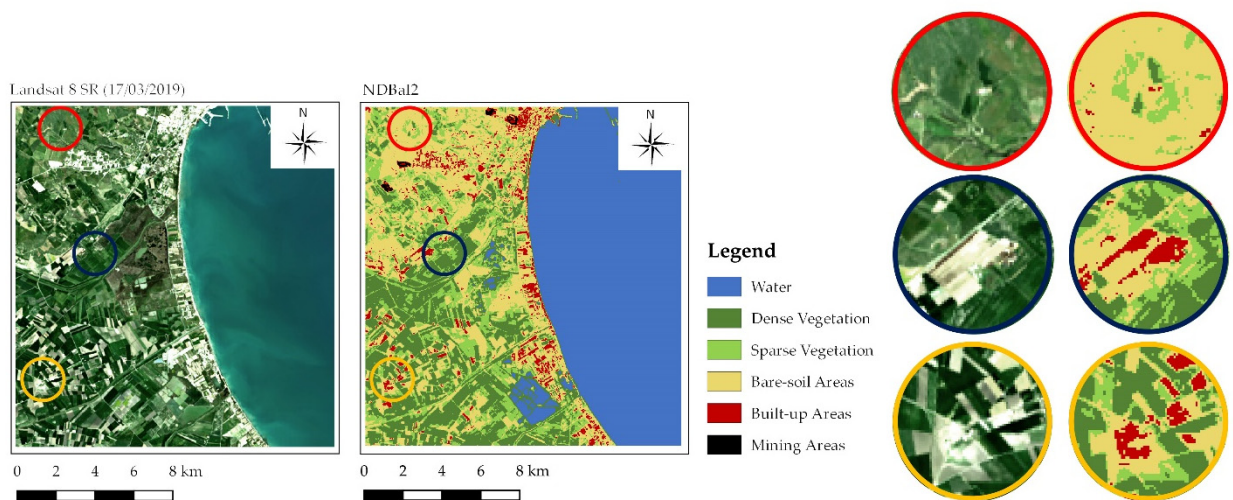 Landsat 8 SR (17/03/2019)
NDBaI2
N
N
Legend
Water
Dense Vegetation
Sparse Vegetation
Bare-soil Areas
Built-up Areas
Mining Areas
0 2 4 6 8 km
0 2 4 6 8 km